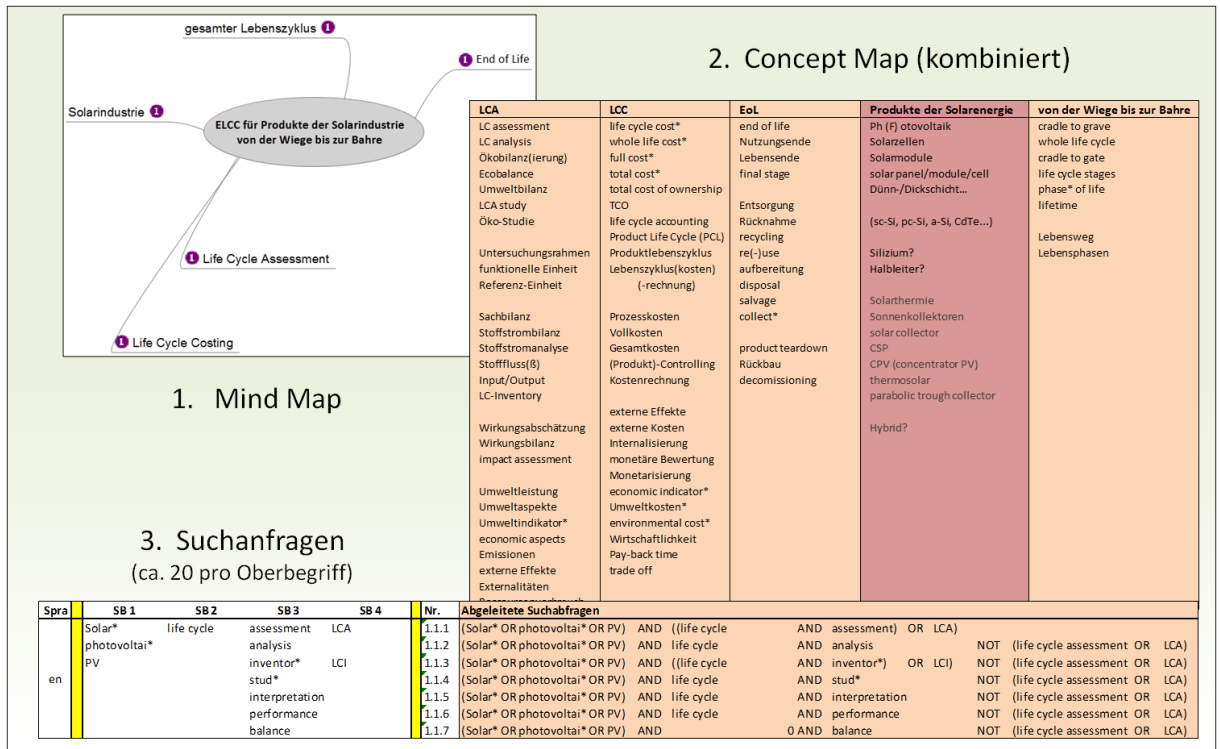 gesamter Lebenszyklus 1
1 End of Life
Solarindustrie 1
ELCC für Produkte der Solarindustrie
von der Wiege bis zur Bahre
1 Life Cycle Assessment
1 Life Cycle Costing
1. Mind Map
2. Concept Map (kombiniert)
LCA
LC assessment
LC analysis
Ökobilanz(ierung)
Ecobalance
Umweltbilanz
LCA study
Öko-Studie
Untersuchungsrahmen
funktionelle Einheit
Referenz-Einheit
Sachbilanz
Stoffstrombilanz
Stoffstromanalyse
Stofffluss(ß)
Input/Output
LC-Inventory
Wirkungsabschätzung
Wirkungsbilanz
impact assessment
Umweltleistung
Umweltaspekte
Umweltindikator*
economic aspects
Emissionen
externe Effekte
Externalitäten
LCC
life cycle cost*
whole life cost*
full cost*
total cost*
total cost of ownership
TCO
life cycle accounting
Product Life Cycle (PCL)
Produktlebenszyklus
Lebenszyklus(kosten)
(-rechnung)
Prozesskosten
Vollkosten
Gesamtkosten
(Produkt)-Controlling
Kostenrechnung
externe Effekte
externe Kosten
Internalisierung
monetäre Bewertung
Monetarisierung
economic indicator*
Umweltkosten*
environmental cost*
Wirtschaftlichkeit
Pay-back time
trade off
EoL
end of life
Nutzungsende
Lebensende
final stage
Entsorgung
Rücknahme
recycling
re(-)use
aufbereitung
disposal
salvage
collect*
product teardown
Rückbau
decomissioning
Produkte der Solarenergie
Ph (F) otovoltaik
Solarzellen
Solarmodule
solar panel/module/cell
Dünn-/Dickschicht...
(sc-Si, pc-Si, a-Si, CdTe...)
Silizium?
Halbleiter?
Solarthermie
Sonnenkollektoren
solar collector
CSP
CPV (concentrator PV)
thermosolar
parabolic trough collector
Hybrid?
von der Wiege bis zur Bahre
cradle to grave
whole life cycle
cradle to gate
life cycle stages
phase* of life
lifetime
Lebensweg
Lebensphasen
3. Suchanfragen
(ca. 20 pro Oberbegriff)
Spra SB 1 SB 2 SB 3 SB 4 Nr. Abgeleitete Suchabfragen
Solar* life cycle assessment LCA 1.1.1 (Solar* OR photovoltai* OR PV) AND ((life cycle AND assessment) OR LCA)
photovoltai* analysis 1.1.2 (Solar* OR photovoltai* OR PV) AND life cycle AND analysis NOT (life cycle assessment OR LCA)
PV inventor* LCI 1.1.3 (Solar* OR photovoltai* OR PV) AND ((life cycle AND inventor*) OR LCI) NOT (life cycle assessment OR LCA)
en stud* 1.1.4 (Solar* OR photovoltai* OR PV) AND life cycle AND stud* NOT (life cycle assessment OR LCA)
interpretation 1.1.5 (Solar* OR photovoltai* OR PV) AND life cycle AND interpretation NOT (life cycle assessment OR LCA)
performance 1.1.6 (Solar* OR photovoltai* OR PV) AND life cycle AND performance NOT (life cycle assessment OR LCA)
balance 1.1.7 (Solar* OR photovoltai* OR PV) AND 0 AND balance NOT (life cycle assessment OR LCA)